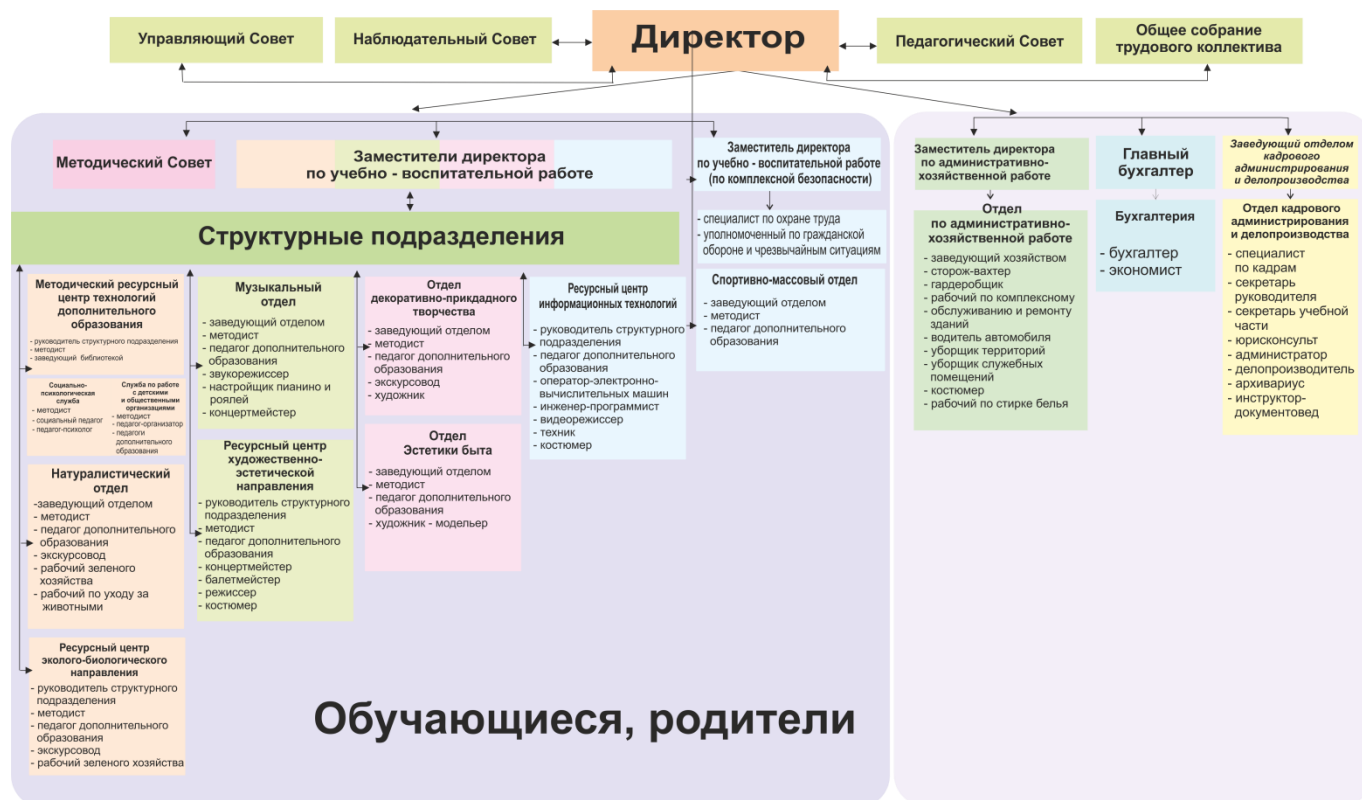 Управляющий Совет
Наблюдательный Совет
Директор
Педагогический Совет
Общее собрание
трудового коллектива
Методический Совет
Заместители директора
по учебно - воспитательной работе
Заместитель директора
по учебно - воспитательной работе
(по комплексной безопасности)
- специалист по охране труда
- уполномоченный по гражданской
обороне и чрезвычайным ситуациям
Структурные подразделения
Методический ресурсный
центр технологий
дополнительного
образования
- руководитель структурного подразделения
- методист
- заведующий библиотекой
Социально-
психологическая
служба
- методист
- социальный педагог
- педагог-психолог
Служба по работе
с детскими
и общественными
организациями
- методист
- педагог-организатор
- педагоги
дополнительного
образования
Натуралистический
отдел
-заведующий отделом
- методист
- педагог дополнительного
образования
- экскурсовод
- рабочий зеленого
хозяйства
- рабочий по уходу за
животными
Ресурсный центр
эколого-биологического
направления
- руководитель структурного
подразделения
- методист
- педагог дополнительного
образования
- экскурсовод
- рабочий зеленого хозяйства
Музыкальный
отдел
- заведующий отделом
- методист
- педагог дополнительного
образования
- звукорежиссер
- настройщик пианино и
роялей
- концертмейстер
Ресурсный центр
художественно-
эстетической
направления
- руководитель структурного
подразделения
- методист
- педагог дополнительного
образования
- концертмейстер
- балетмейстер
- режиссер
- костюмер
Отдел
декоративно-прикдадного
творчества
- заведующий отделом
- методист
- педагог дополнительного
образования
- экскурсовод
- художник
Отдел
Эстетики быта
- заведующий отделом
- методист
- педагог дополнительного
образования
- художник - модельер
Ресурсный центр
информационных технологий
- руководитель структурного
подразделения
- педагог дополнительного
образования
- оператор-электронно-
вычислительных машин
- инженер-программист
- видеорежиссер
- техник
- костюмер
Спортивно-массовый отдел
- заведующий отделом
- методист
- педагог дополнительного
образования
Обучающиеся, родители
Заместитель директора
по административно-
хозяйственной работе
Отдел
по административно-
хозяйственной работе
- заведующий хозяйством
- сторож-вахтер
- гардеробщик
- рабочий по комплексному
обслуживанию и ремонту
зданий
- водитель автомобиля
- уборщик территорий
- уборщик служебных
помещений
- костюмер
- рабочий по стирке белья
Главный
бухгалтер
Бухгалтерия
- бухгалтер
- экономист
Заведующий отделом
кадрового
администрирования
и делопроизводства
Отдел кадрового
администрирования
и делопроизводства
- специалист
по кадрам
- секретарь
руководителя
- секретарь учебной
части
- юрисконсульт
- администратор
- делопроизводитель
- архивариус
- инструктор-
документовед